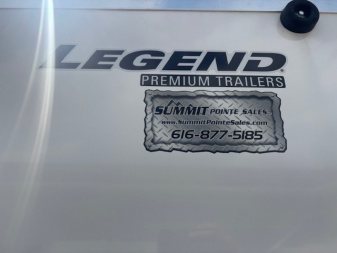 LEGEND
PREMIUM TRAILERS
SUMMIT POINTE SALES
www.SummitPointeSales.com
616-877-5185